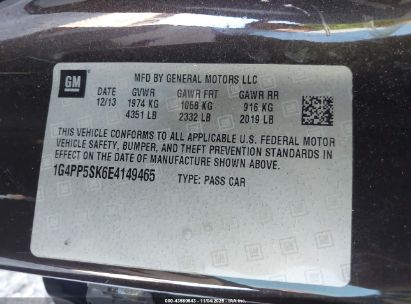 GM
MFD BY GENERAL MOTORS LLC
DATE GVWR GAWR FRT GAWR RR
12/13 1974 KG 1058 KG 916 KG
4351 LB 2332 LB 2019 LB
THIS VEHICLE CONFORMS TO ALL APPLICABLE U.S. FEDERAL MOTOR
VEHICLE SAFETY, BUMPER, AND THEFT PREVENTION STANDARDS IN
EFFECT ON THE DATE OF MANUFACTURE SHOWN ABOVE.
1G4PP5SK6E4149465 TYPE: PASS CAR